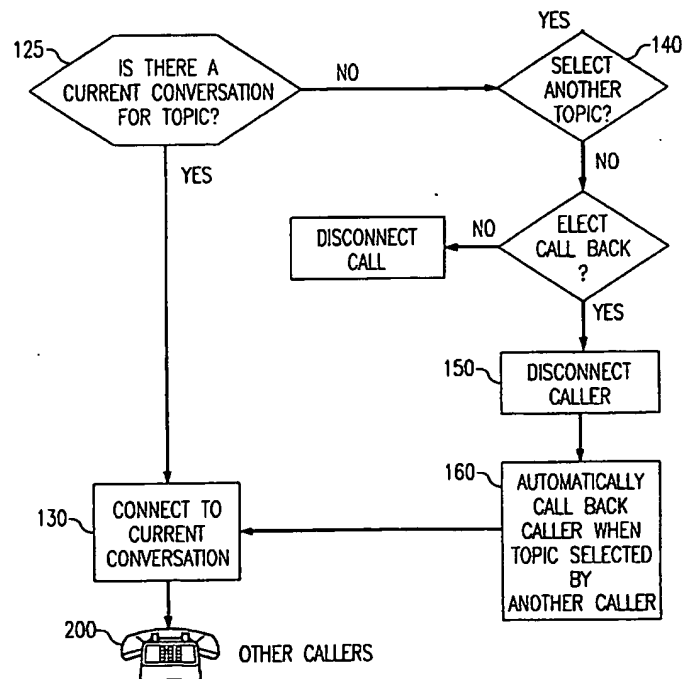 YES
125
IS THERE A
CURRENT CONVERSATION
FOR TOPIC?
NO
140
SELECT
ANOTHER
TOPIC?
YES
NO
DISCONNECT
CALL
NO
ELECT
CALL BACK
?
YES
150
DISCONNECT
CALLER
160
AUTOMATICALLY
CALL BACK
CALLER WHEN
TOPIC SELECTED
BY
ANOTHER CALLER
130
CONNECT TO
CURRENT
CONVERSATION
200
OTHER CALLERS